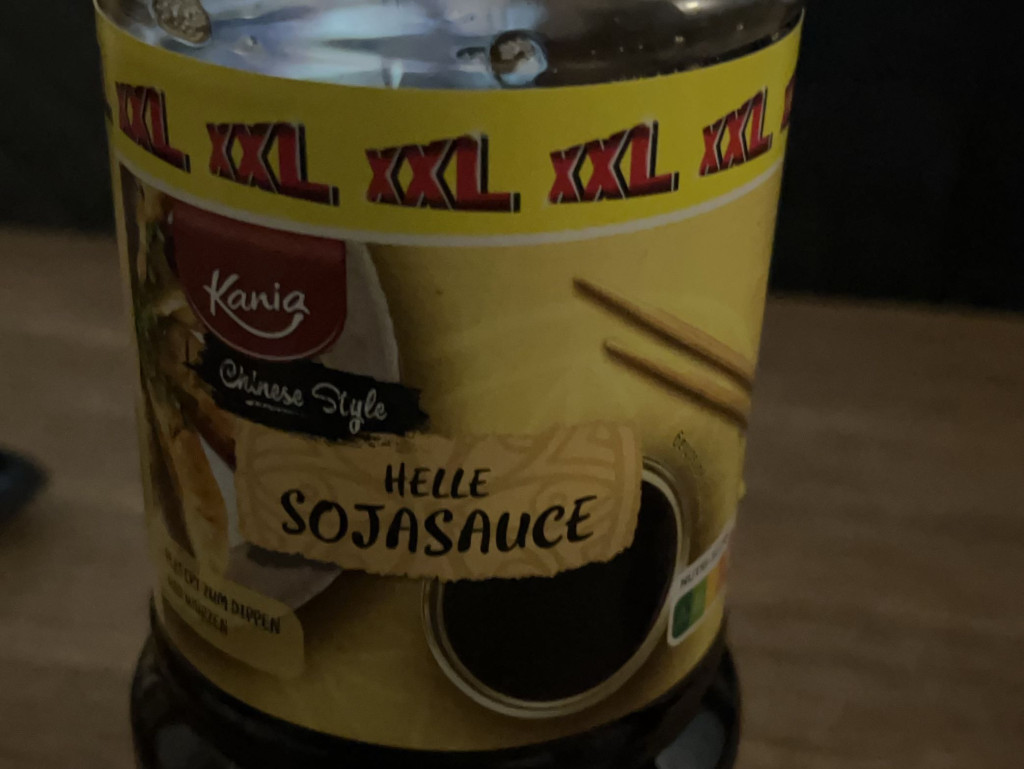 XXL XXL XXL XXL XXL
Kania
Chinese Style
HELLE
SOJASAUCE
ZUM DIPPEN